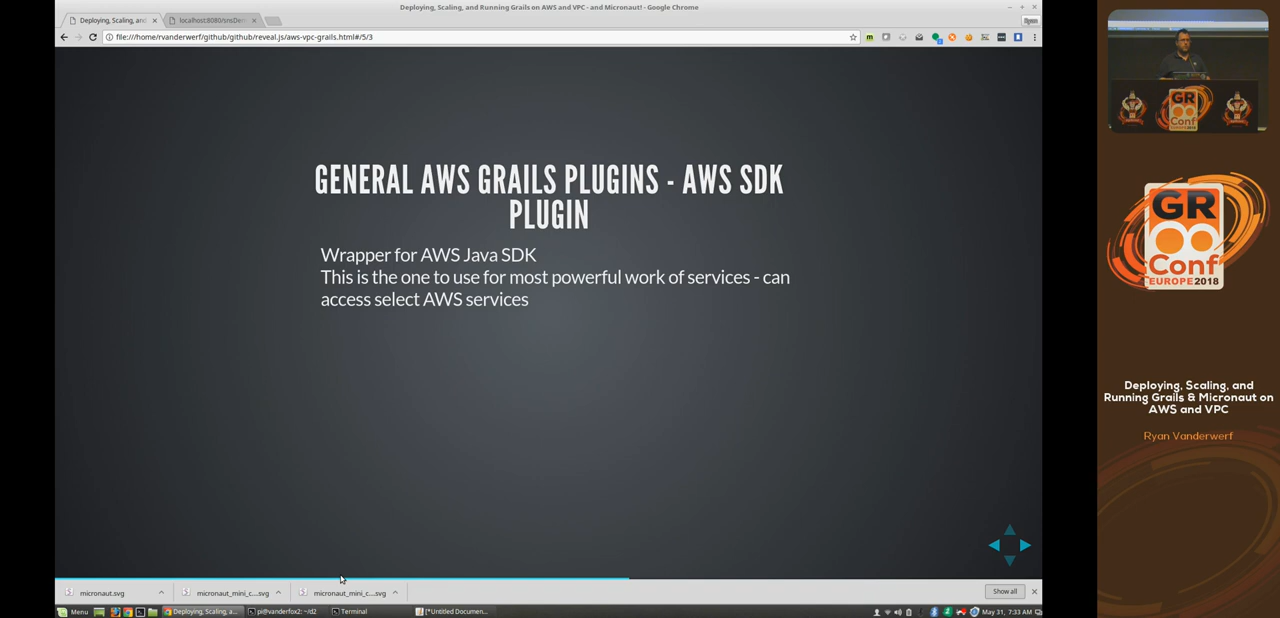 Deploying, Scaling, and Running Grails on AWS and VPC - and Micronaut! - Google Chrome
Deploying, Scaling, and
localhost:8080/snsDem
Ryan
file:///home/rvanderwerf/github/github/reveal.js/aws-vpc-grails.html#/5/3
GENERAL AWS GRAILS PLUGINS - AWS SDK
PLUGIN
Wrapper for AWS Java SDK
This is the one to use for most powerful work of services - can
access select AWS services
micronaut.svg
micronaut_mini_c....svg
micronaut_mini_c....svg
Show all
Menu
Deploying, Scaling, a...
pi@vanderfox2: ~/d2
Terminal
[*Untitled Documen...
May 31, 7:33 AM
GR
Conf
GR
Conf
EUROPE 2018
Deploying, Scaling, and
Running Grails & Micronaut on
AWS and VPC
Ryan Vanderwerf